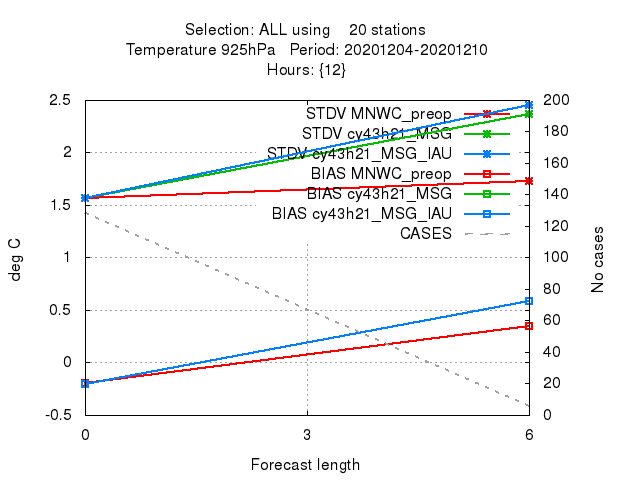 Selection: ALL using 20 stations
Temperature 925hPa Period: 20201204-20201210
Hours: {12}
2.5
2
1.5
1
0.5
0
-0.5
200
180
160
140
120
100
80
60
40
20
0
deg C
No cases
STDV MNWC_preop
STDV cy43h21_MSG
STDV cy43h21_MSG_IAU
BIAS MNWC_preop
BIAS cy43h21_MSG
BIAS cy43h21_MSG_IAU
CASES
0 3 6
Forecast length